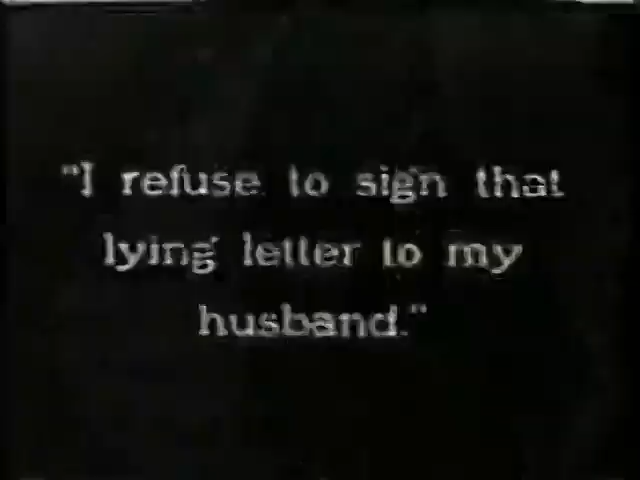 "I refuse to sign that
lying letter to my
husband."